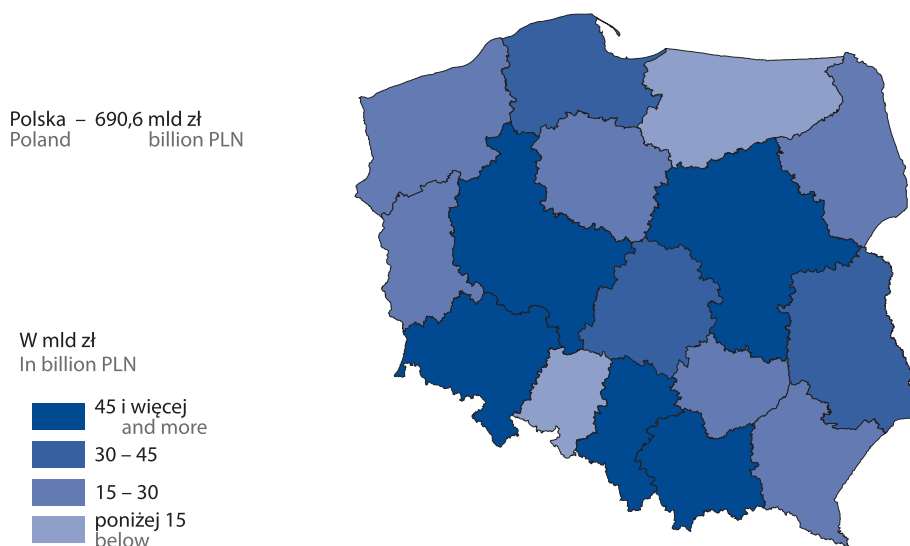 Polska – 690,6 mld zł
Poland billion PLN
W mld zł
In billion PLN
45 i więcej
and more
30 – 45
15 – 30
poniżej 15
below